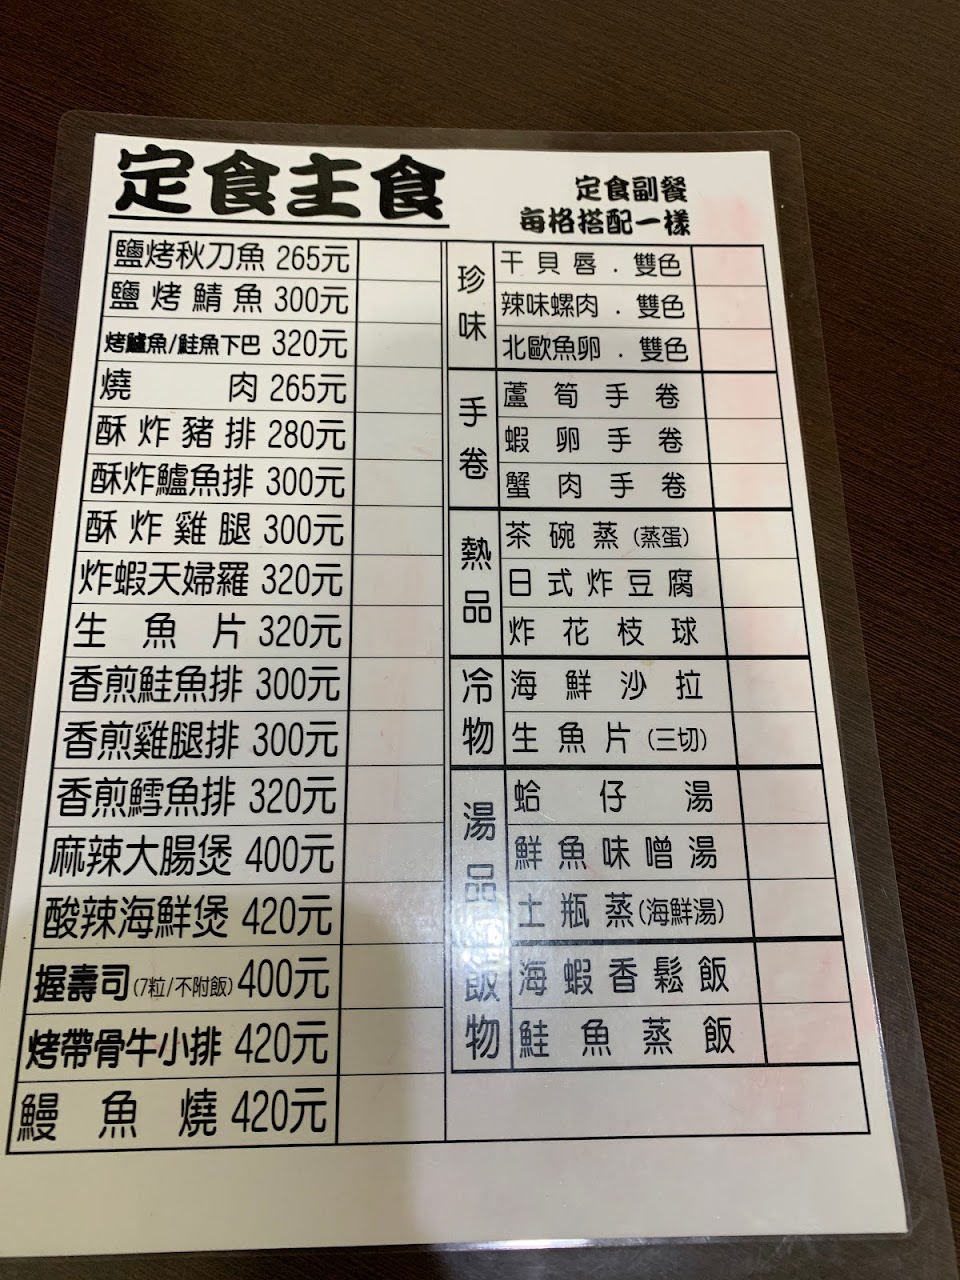 定食主食
鹽烤秋刀魚 265元
鹽烤鯖魚 300元
烤鱸魚/鮭魚下巴 320元
燒肉 265元
酥炸豬排 280元
酥炸鱸魚排 300元
酥炸雞腿 300元
炸蝦天婦羅 320元
生魚片 320元
香煎鮭魚排 300元
香煎雞腿排 300元
香煎鱈魚排 320元
麻辣大腸煲 400元
酸辣海鮮煲 420元
握壽司(7粒/不附飯) 400元
烤帶骨牛小排 420元
鰻魚燒 420元
定食副餐
每格搭配一樣
珍味
干貝唇.雙色
辣味螺肉.雙色
北歐魚卵.雙色
手卷
蘆筍手卷
蝦卵手卷
蟹肉手卷
熱品
茶碗蒸(蒸蛋)
日式炸豆腐
炸花枝球
冷物
海鮮沙拉
生魚片(三切)
湯品
蛤仔湯
鮮魚味噌湯
土瓶蒸(海鮮湯)
飯物
海蝦香鬆飯
鮭魚蒸飯